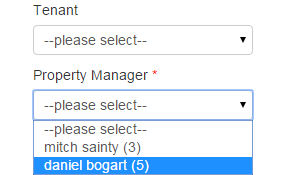 Tenant
--please select--
Property Manager *
--please select--
--please select--
mitch sainty (3)
daniel bogart (5)